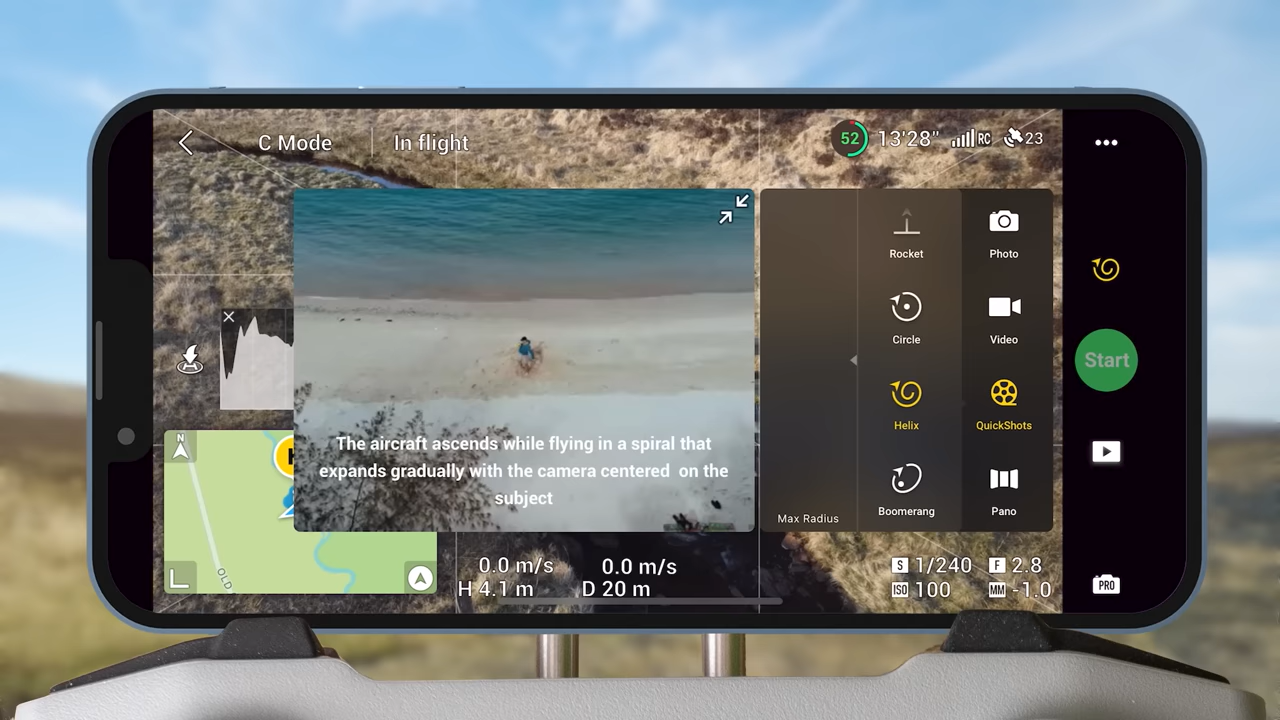 C Mode
In flight
52
13'28"
RC
23
Rocket
Photo
Circle
Video
Helix
QuickShots
Boomerang
Pano
Max Radius
Start
The aircraft ascends while flying in a spiral that
expands gradually with the camera centered on the
subject
N
OLD
0.0 m/s
0.0 m/s
H 4.1 m
D 20 m
S 1/240
F 2.8
ISO 100
MM -1.0
PRO